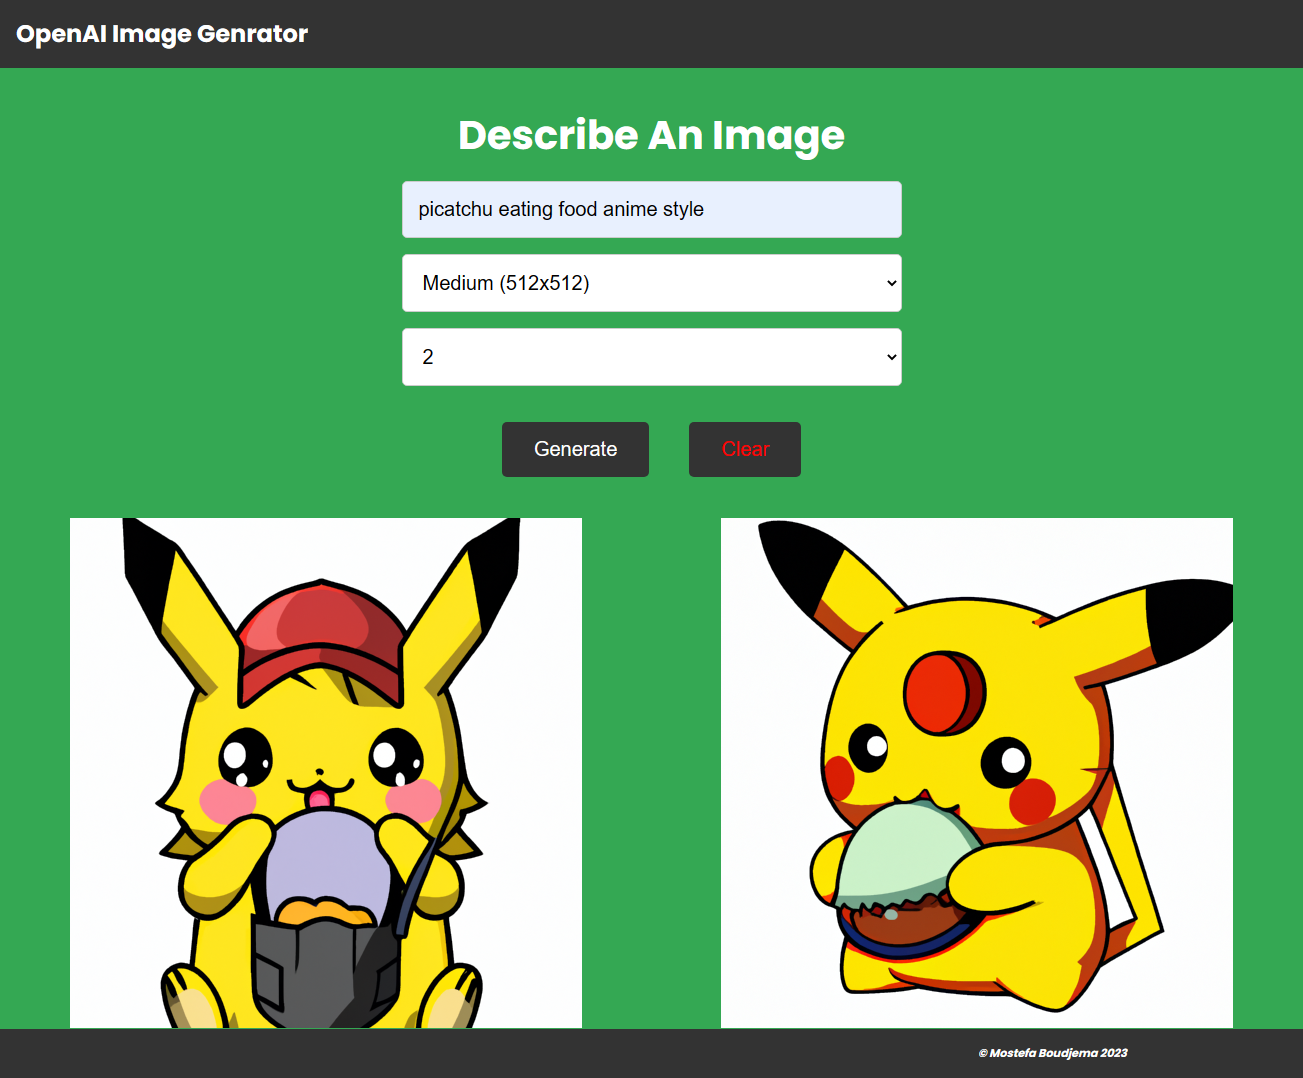 OpenAI Image Genrator
Describe An Image
picatchu eating food anime style
Medium (512x512)
2
Generate
Clear
© Mostefa Boudjema 2023